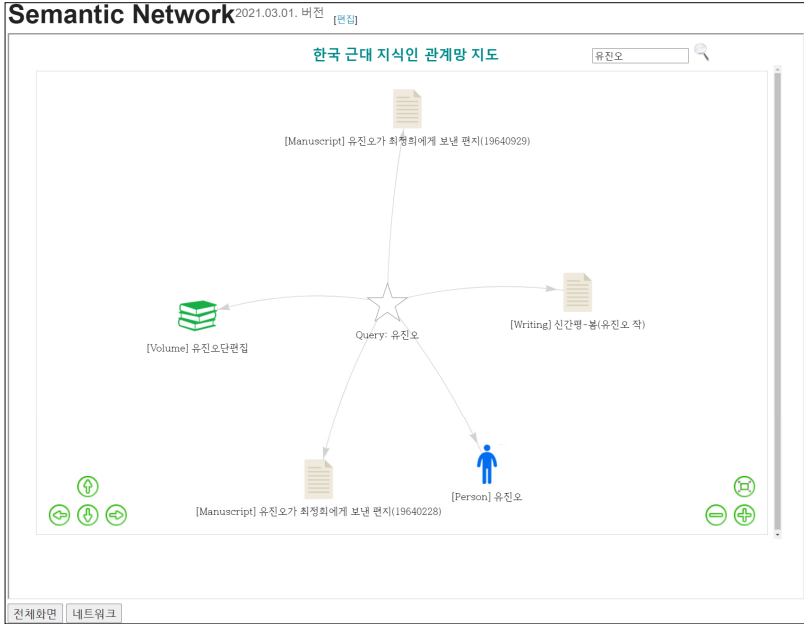 Semantic Network 2021.03.01. 버전 [편집]
한국 근대 지식인 관계망 지도
유진오
[Manuscript] 유진오가 최정희에게 보낸 편지(19640929)
[Writing] 신간평-봄(유진오 작)
Query: 유진오
[Volume] 유진오단편집
[Person] 유진오
[Manuscript] 유진오가 최정희에게 보낸 편지(19640228)
전체화면 네트워크